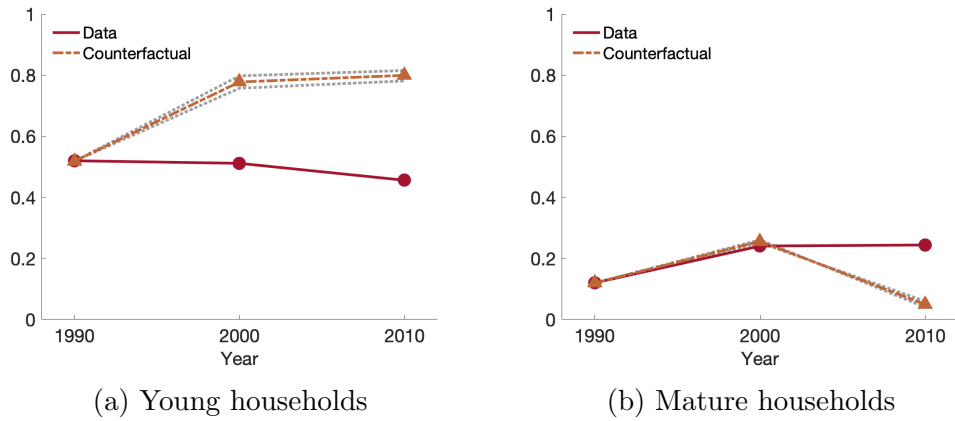 1
Data
Counterfactual
0.8
0.6
0.4
0.2
0
1990
2000
2010
Year
(a) Young households
1
Data
Counterfactual
0.8
0.6
0.4
0.2
0
1990
2000
2010
Year
(b) Mature households